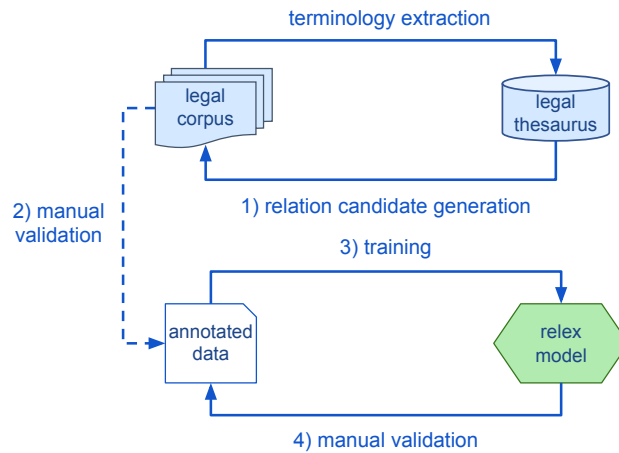 terminology extraction
legal
corpus
legal
thesaurus
1) relation candidate generation
2) manual
validation
3) training
annotated
data
relex
model
4) manual validation